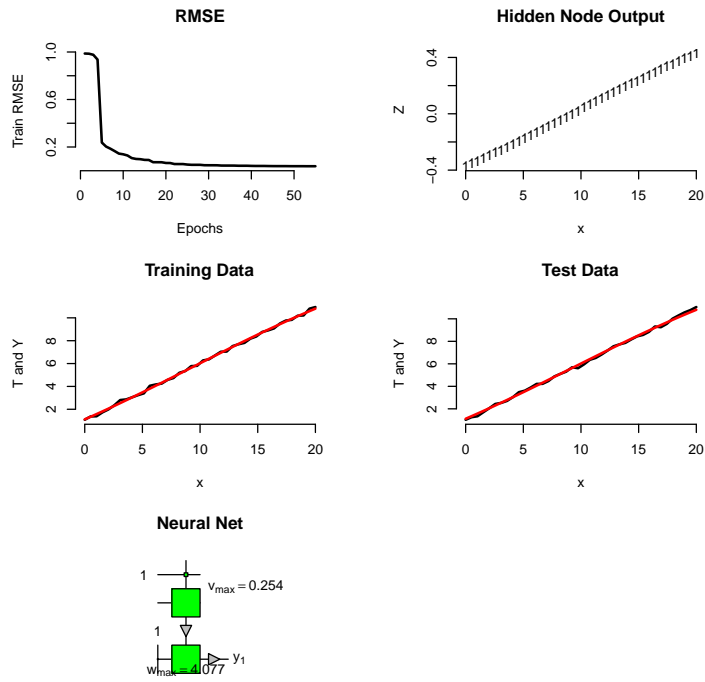 RMSE
Train RMSE
0.2 0.6 1.0
0 10 20 30 40 50
Epochs
Hidden Node Output
Z
−0.4 0.0 0.4
1111111111111111111111111111111111111111
0 5 10 15 20
x
Training Data
T and Y
2 4 6 8
0 5 10 15 20
x
Test Data
T and Y
2 4 6 8
0 5 10 15 20
x
Neural Net
1
vmax = 0.254
1
y1
wmax = 4.077